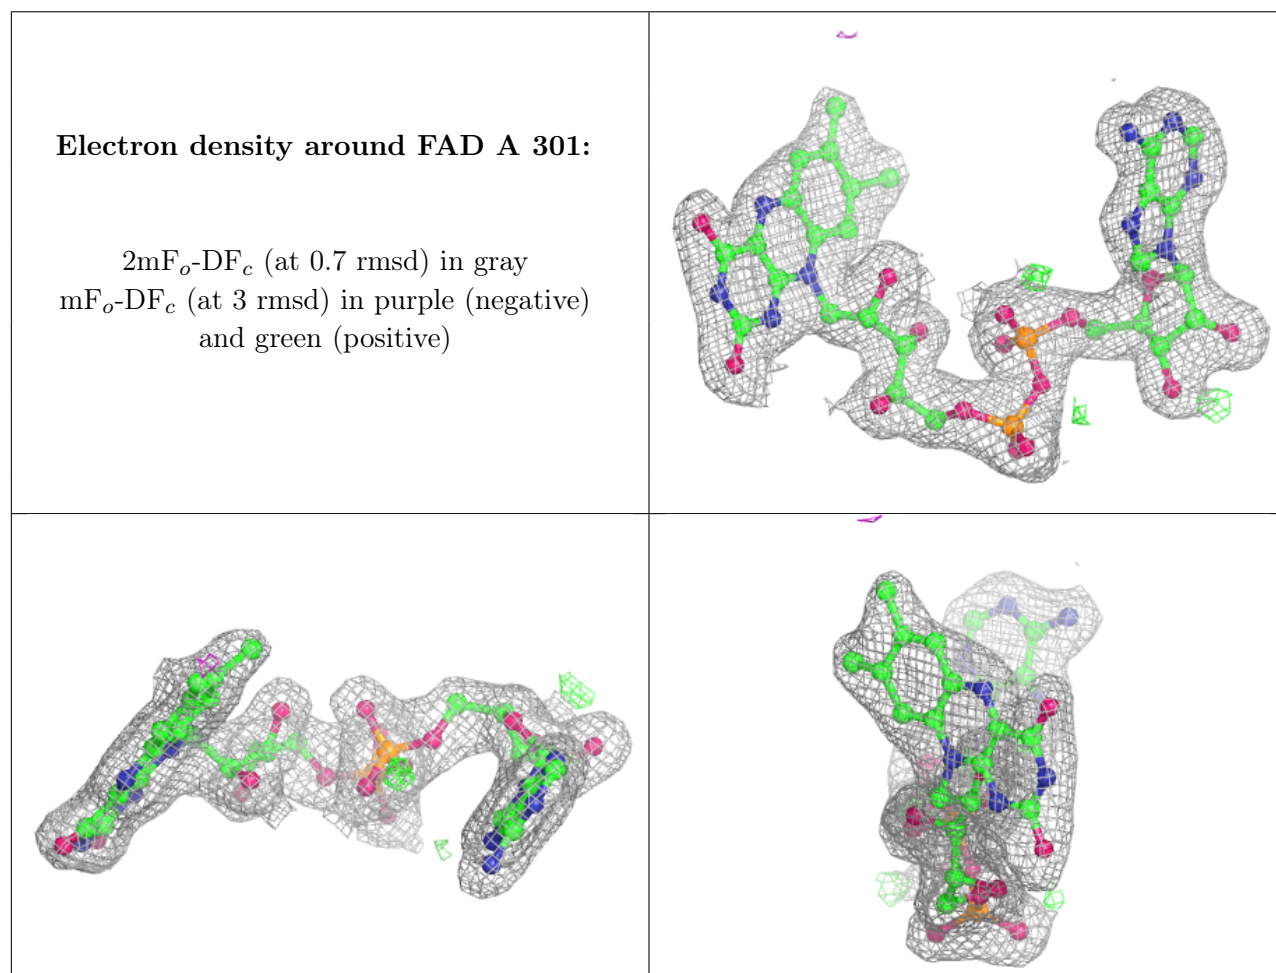 Electron density around FAD A 301:
2mFo-DFc (at 0.7 rmsd) in gray
mFo-DFc (at 3 rmsd) in purple (negative)
and green (positive)